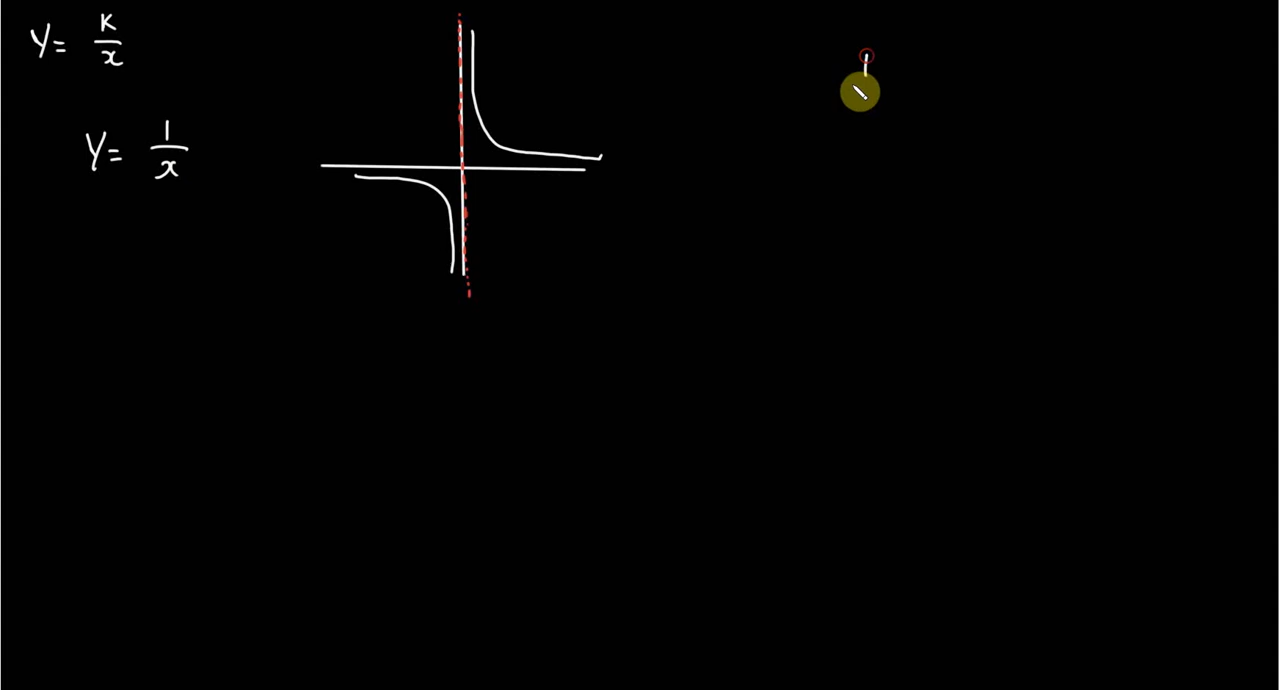 Y= K/x
Y= 1/x